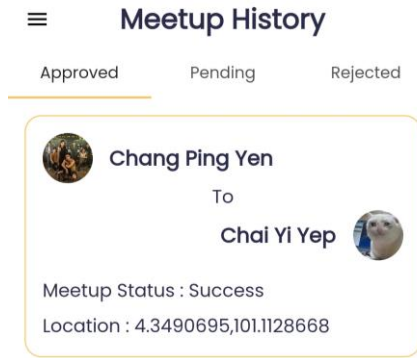 Meetup History
Approved Pending Rejected
Chang Ping Yen
To
Chai Yi Yep
Meetup Status : Success
Location : 4.3490695,101.1128668